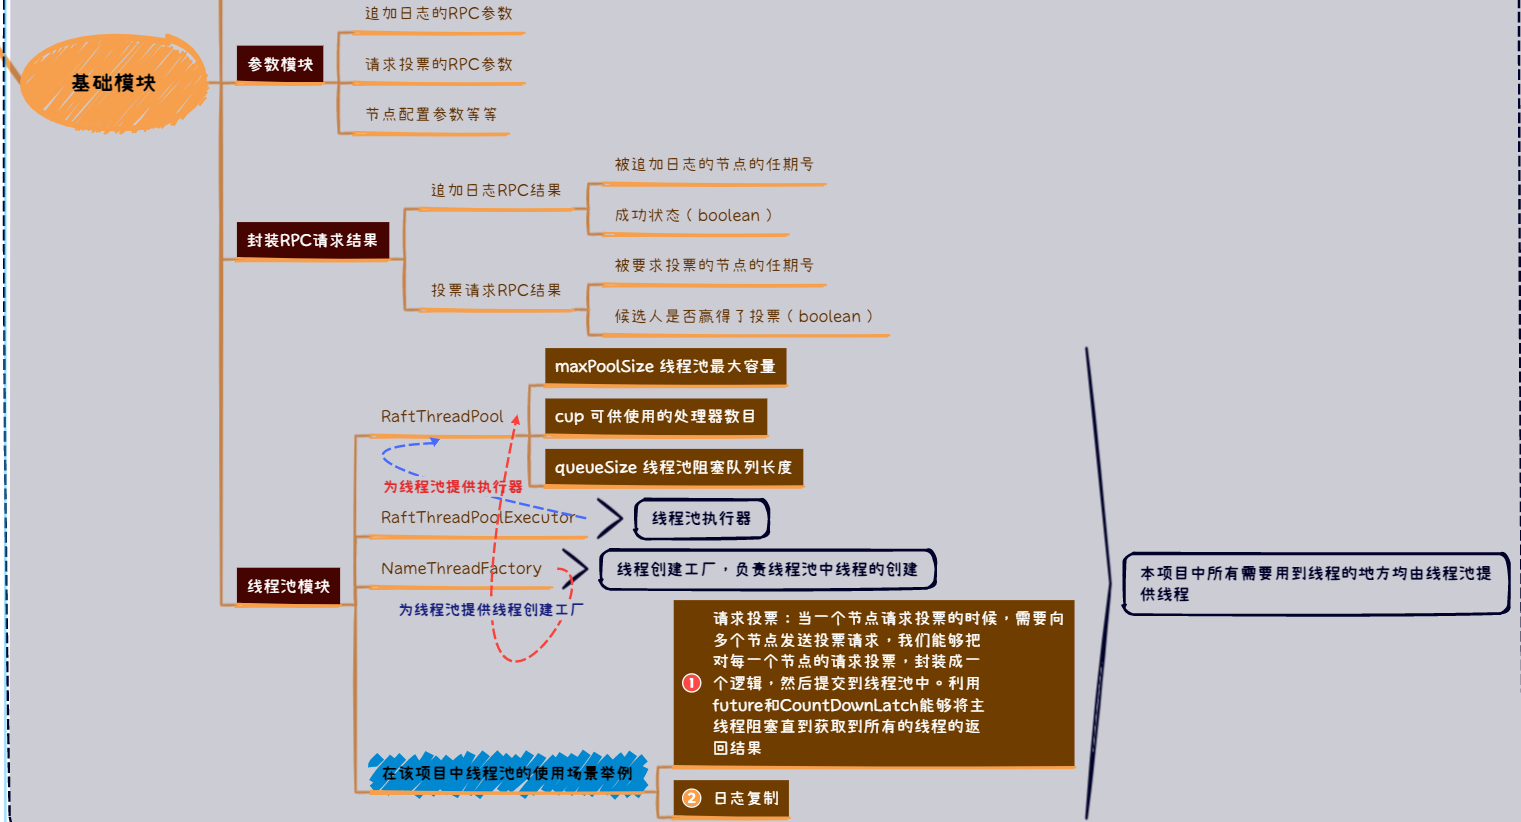 基础模块
参数模块
追加日志的RPC参数
请求投票的RPC参数
节点配置参数等等
封装RPC请求结果
追加日志RPC结果
被追加日志的节点的任期号
成功状态（boolean）
投票请求RPC结果
被要求投票的节点的任期号
候选人是否赢得了投票（boolean）
线程池模块
RaftThreadPool
maxPoolSize 线程池最大容量
cup 可供使用的处理器数目
queueSize 线程池阻塞队列长度
为线程池提供执行器
RaftThreadPoolExecutor
线程池执行器
NameThreadFactory
线程创建工厂，负责线程池中线程的创建
为线程池提供线程创建工厂
在该项目中线程池的使用场景举例
1
请求投票：当一个节点请求投票的时候，需要向
多个节点发送投票请求，我们能够把
对每一个节点的请求投票，封装成一
个逻辑，然后提交到线程池中。利用
future和CountDownLatch能够将主
线程阻塞直到获取到所有的线程的返
回结果
2 日志复制
本项目中所有需要用到线程的地方均由线程池提
供线程